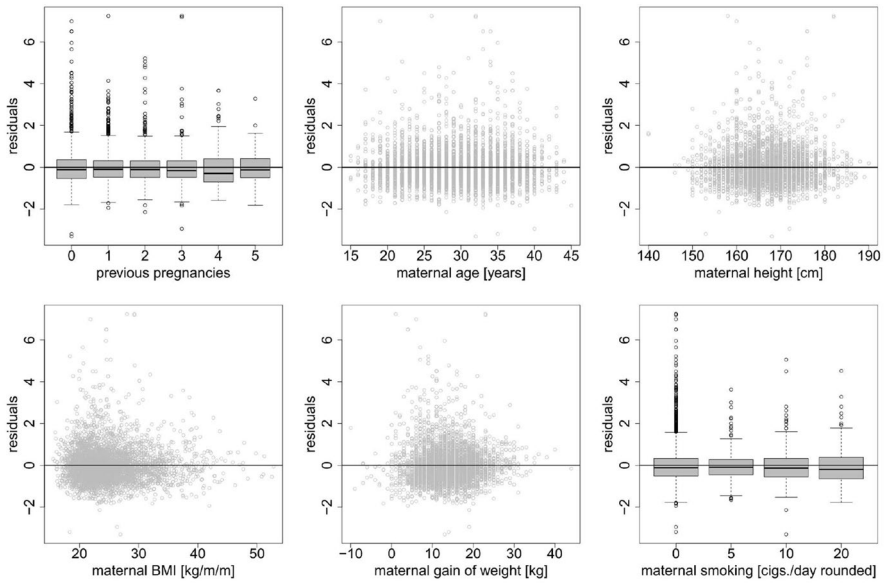 residuals
6
4
2
0
−2
0 1 2 3 4 5
previous pregnancies
residuals
6
4
2
0
−2
15 20 25 30 35 40 45
maternal age [years]
residuals
6
4
2
0
−2
140 150 160 170 180 190
maternal height [cm]
residuals
6
4
2
0
−2
20 30 40 50
maternal BMI [kg/m/m]
residuals
6
4
2
0
−2
−10 0 10 20 30 40
maternal gain of weight [kg]
residuals
6
4
2
0
−2
0 5 10 20
maternal smoking [cigs./day rounded]